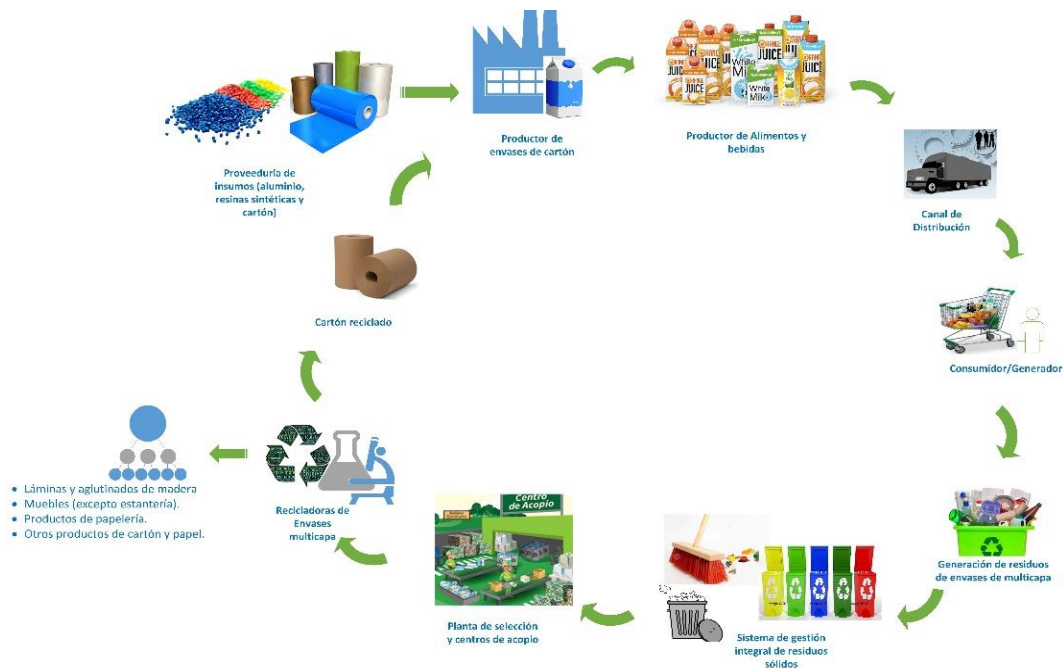 Proveeduría de
insumos (aluminio,
resinas sintéticas y
cartón)
Productor de
envases de cartón
ORANGE
JUICE
White
Milk
JUICE
White
Milk
JUICE
Productor de Alimentos y
bebidas
Canal de
Distribución
Consumidor/Generador
Generación de residuos
de envases de multicapa
Sistema de gestión
integral de residuos
sólidos
Centro
de Acopio
Planta de selección
y centros de acopio
Recicladoras de
Envases
multicapa
Cartón reciclado
• Láminas y aglutinados de madera
• Muebles (excepto estantería).
• Productos de papelería.
• Otros productos de cartón y papel.